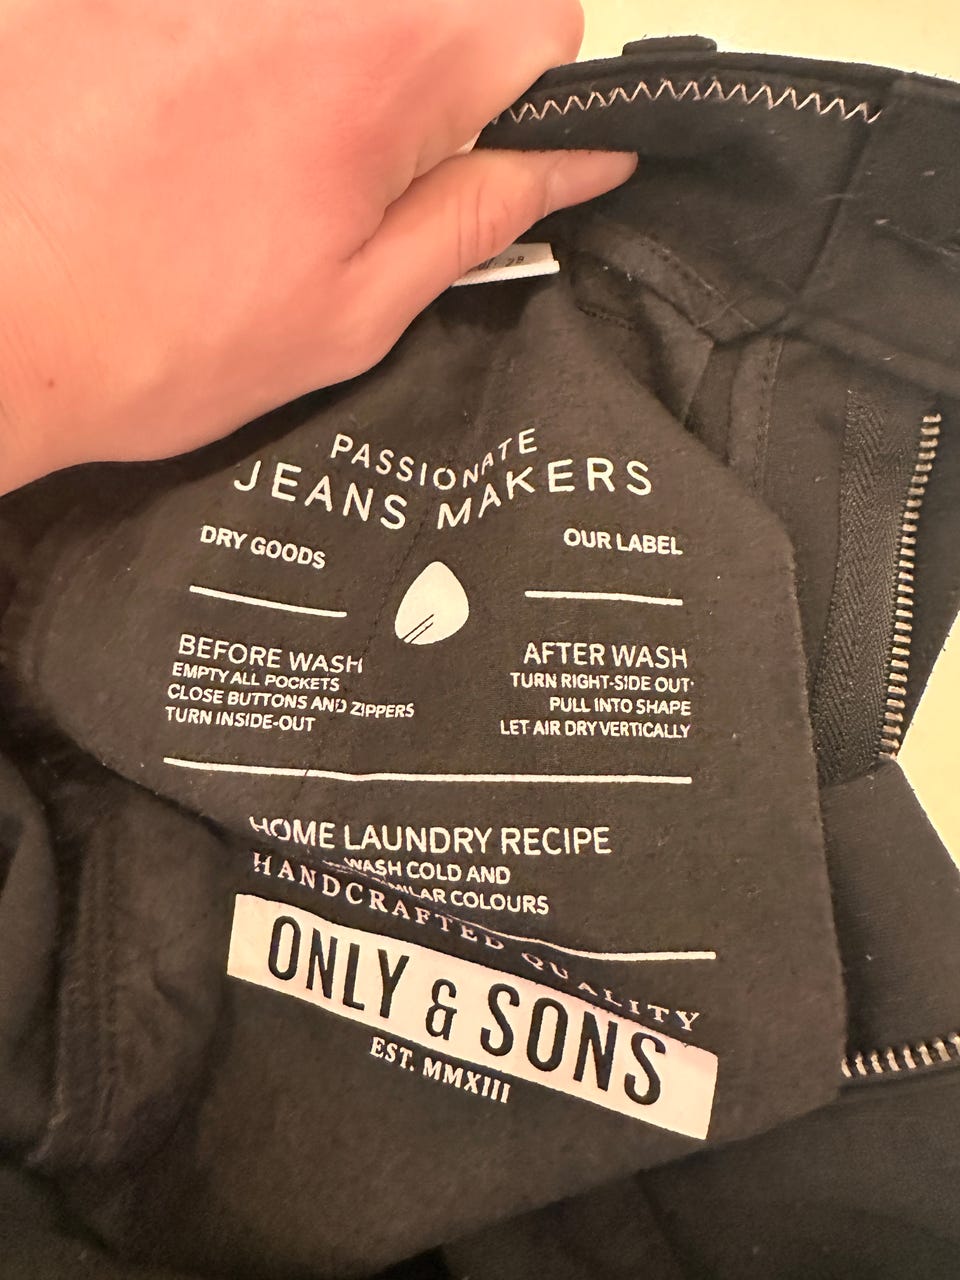 28
PASSIONATE
JEANS MAKERS
DRY GOODS
OUR LABEL
BEFORE WASH
EMPTY ALL POCKETS
CLOSE BUTTONS AND ZIPPERS
TURN INSIDE-OUT
AFTER WASH
TURN RIGHT-SIDE OUT
PULL INTO SHAPE
LET AIR DRY VERTICALLY
HOME LAUNDRY RECIPE
WASH COLD AND
COLOURS
HANDCRAFTED QUALITY
ONLY & SONS
EST. MMXIII